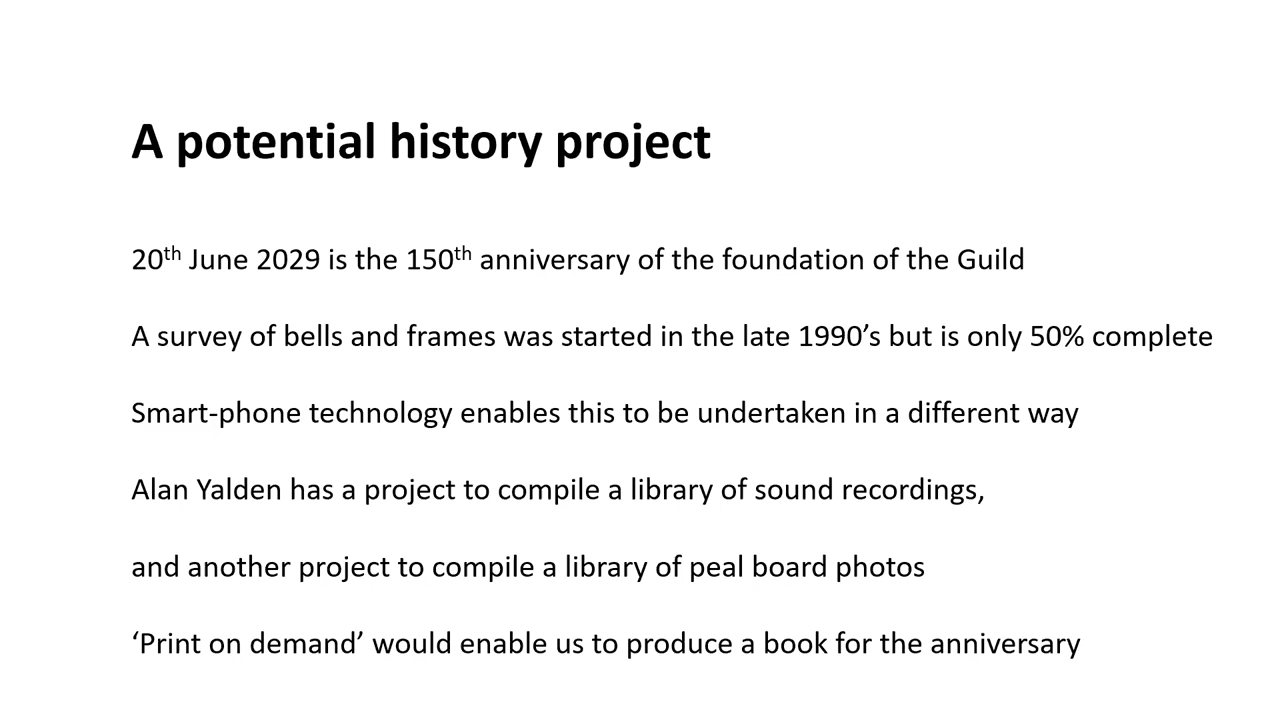 A potential history project
20th June 2029 is the 150th anniversary of the foundation of the Guild
A survey of bells and frames was started in the late 1990’s but is only 50% complete
Smart-phone technology enables this to be undertaken in a different way
Alan Yalden has a project to compile a library of sound recordings,
and another project to compile a library of peal board photos
‘Print on demand’ would enable us to produce a book for the anniversary